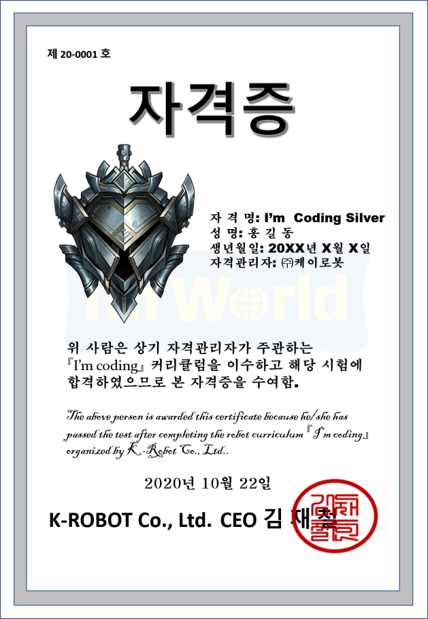 제 20-0001 호
자격증
자 격 명: I'm Coding Silver
성 명: 홍 길 동
생년월일: 20XX년 X월 X일
자격관리자: ㈜케이로봇
I'm World
위 사람은 상기 자격관리자가 주관하는
『I'm coding』 커리큘럼을 이수하고 해당 시험에
합격하였으므로 본 자격증을 수여함.
The above person is awarded this certificate because he/she has
passed the test after completing the robot curriculum 『I'm coding』
organized by K-Robot Co., Ltd..
2020년 10월 22일
K-ROBOT Co., Ltd. CEO 김 재 철